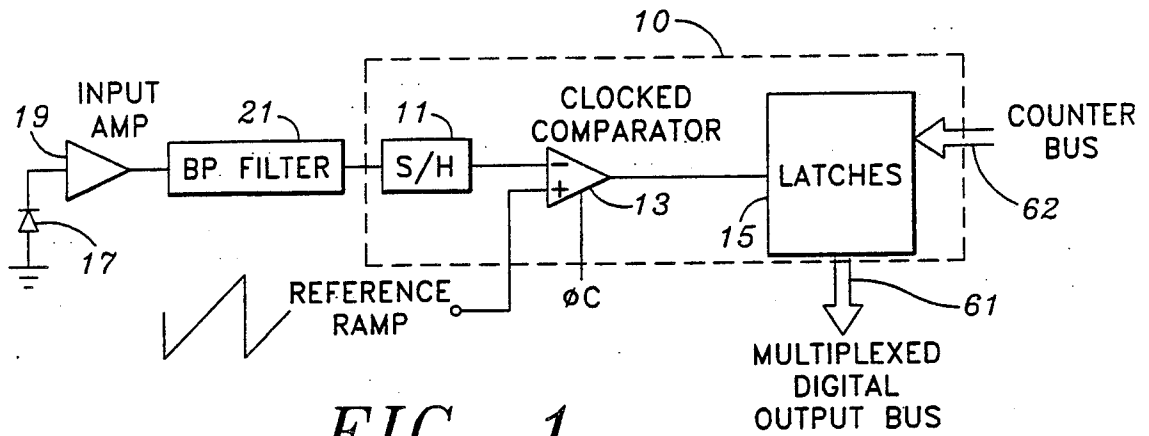 10
INPUT
AMP
19
21
11
CLOCKED
COMPARATOR
COUNTER
BUS
BP FILTER
S/H
−
+
LATCHES
13
15
62
17
REFERENCE
RAMP
φC
61
MULTIPLEXED
DIGITAL
OUTPUT BUS
FIG. 1